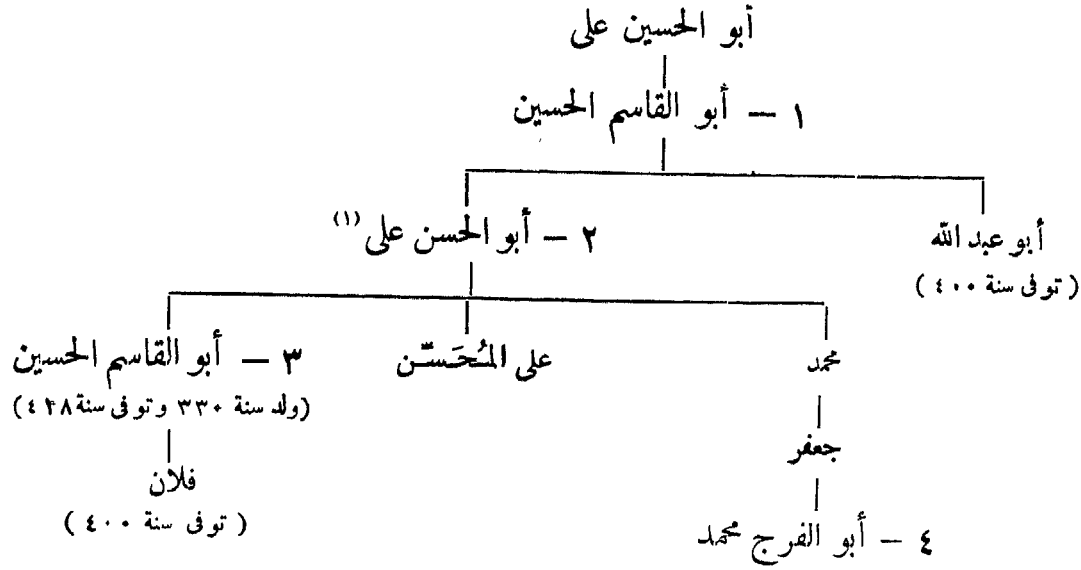 أبو الحسين على
١ — أبو القاسم الحسين
أبو عبد الله
(توفى سنة ٤٠٠)
٢ — أبو الحسن على (١)
محمد
على المُحَسّن
٣ — أبو القاسم الحسين
(ولد سنة ٣٣٠ وتوفى سنة ٤١٨)
جعفر
فلان
(توفى سنة ٤٠٠)
٤ — أبو الفرج محمد